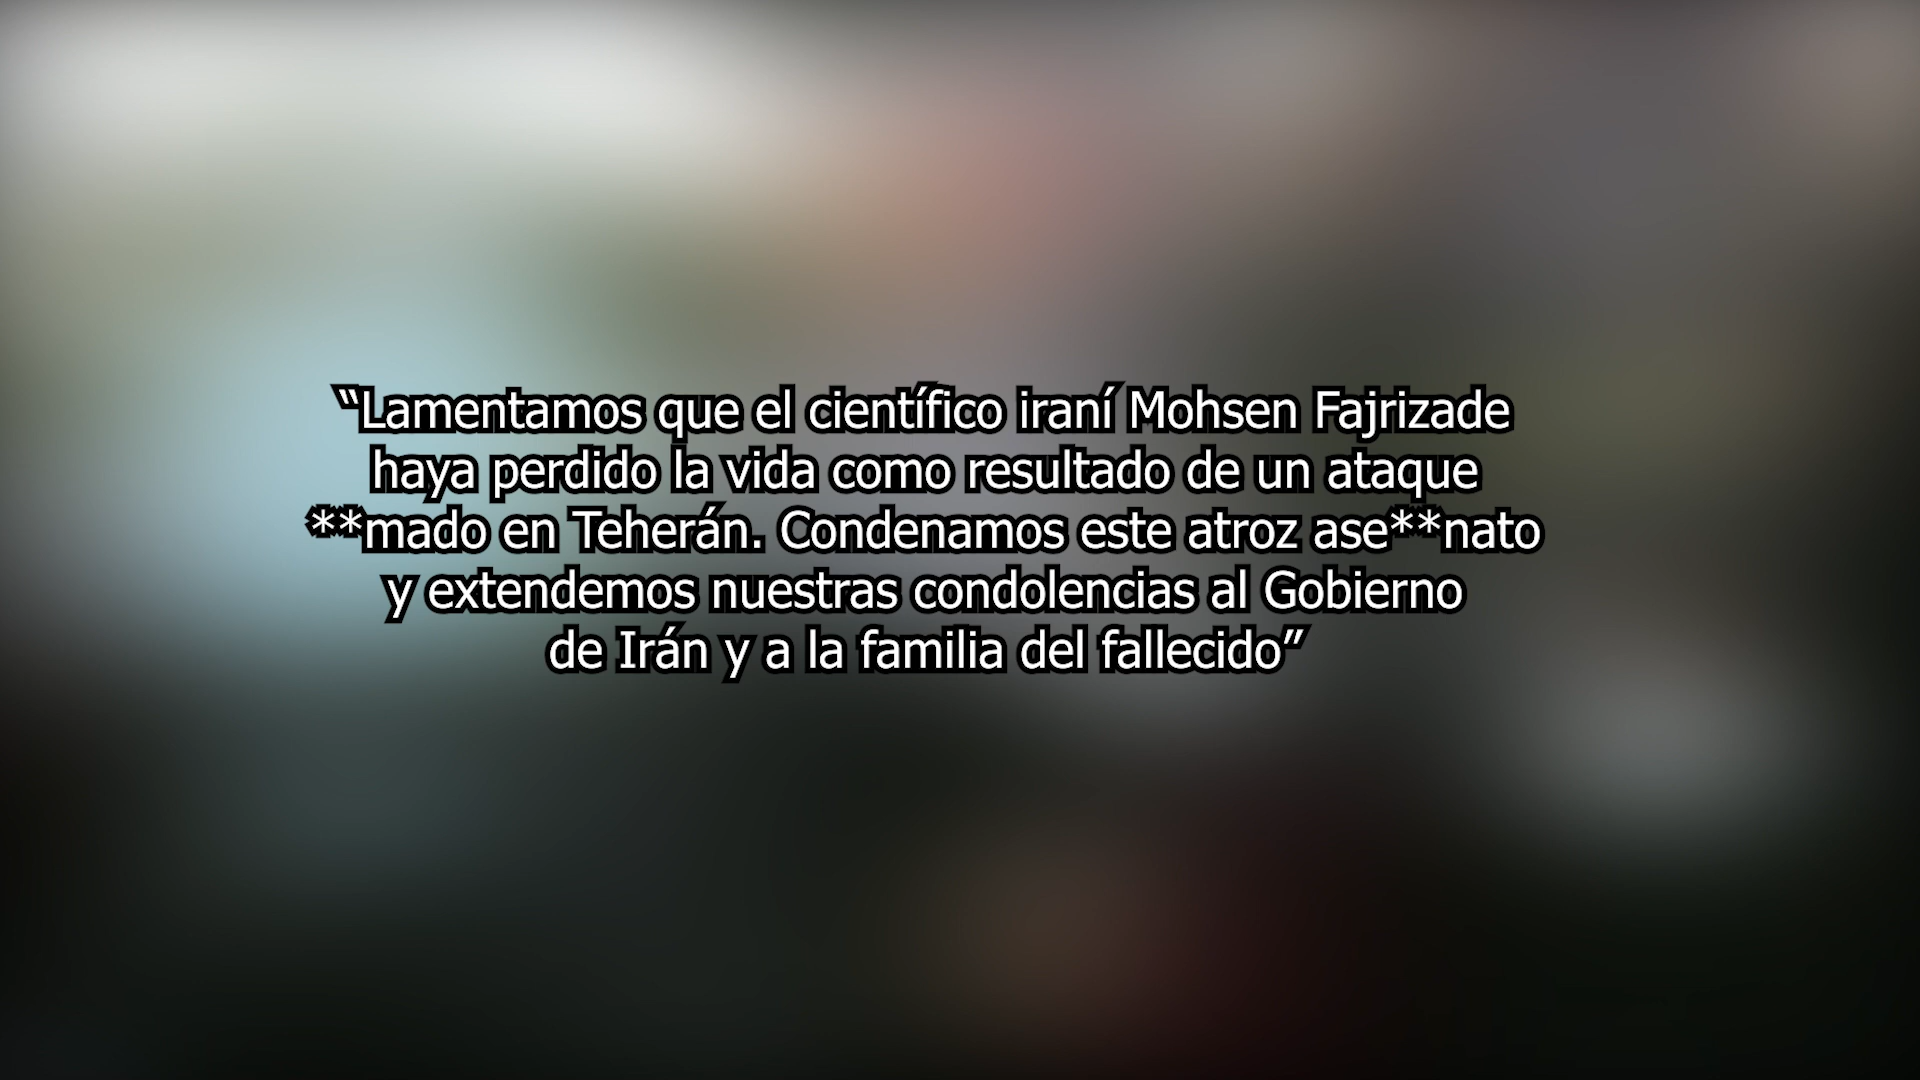 “Lamentamos que el científico iraní Mohsen Fajrizade
haya perdido la vida como resultado de un ataque
**mado en Teherán. Condenamos este atroz ase**nato
y extendemos nuestras condolencias al Gobierno
de Irán y a la familia del fallecido”